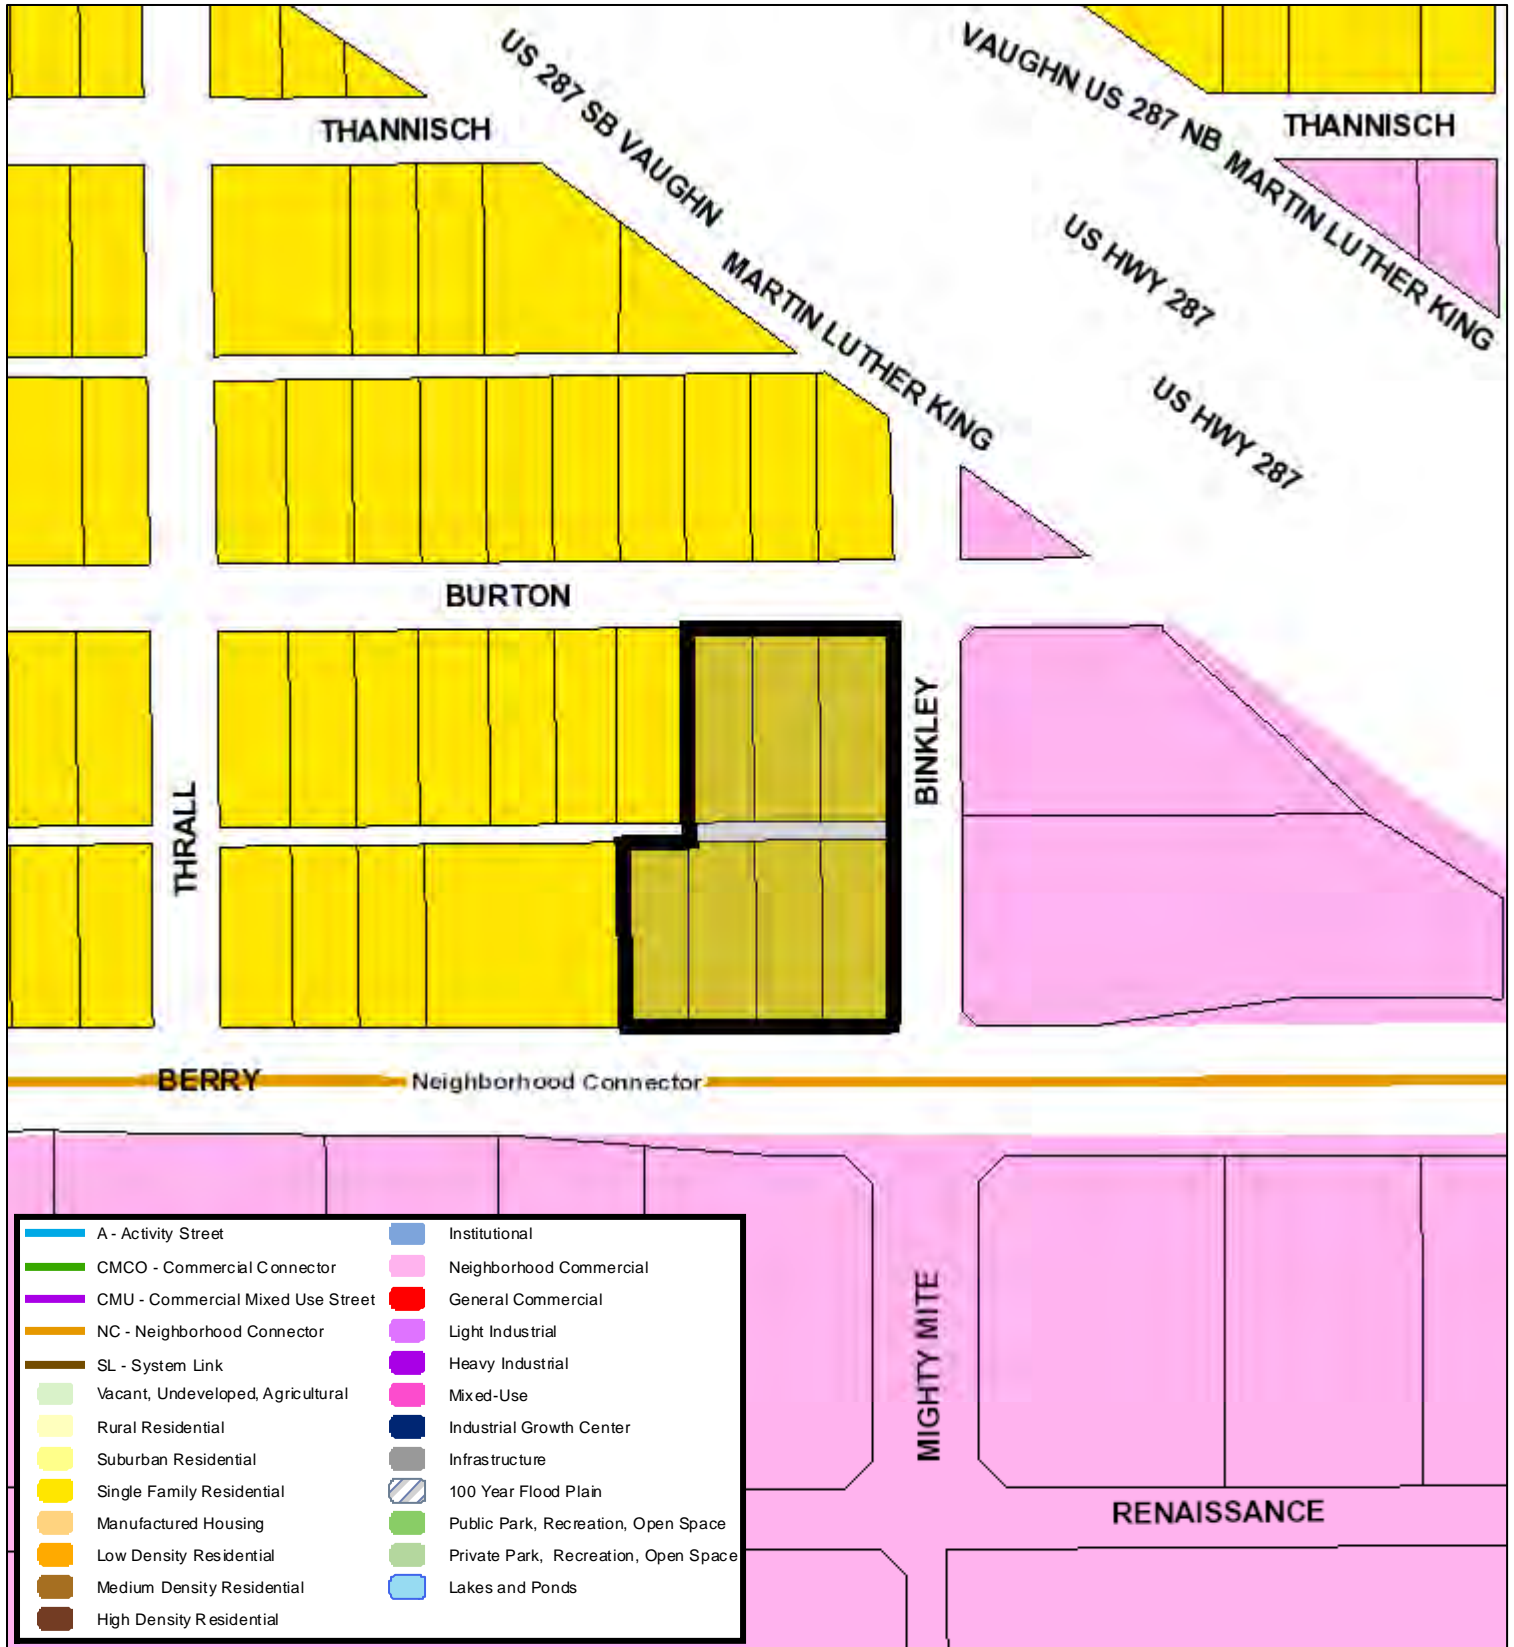 US 287 SB VAUGHN
VAUGHN US 287 NB
MARTIN LUTHER KING
THANNISCH
THANNISCH
US HWY 287
MARTIN LUTHER KING
US HWY 287
BURTON
BINKLEY
THRALL
BERRY
Neighborhood Connector
MIGHTY MITE
RENAISSANCE
A - Activity Street
CMCO - Commercial Connector
CMU - Commercial Mixed Use Street
NC - Neighborhood Connector
SL - System Link
Vacant, Undeveloped, Agricultural
Rural Residential
Suburban Residential
Single Family Residential
Manufactured Housing
Low Density Residential
Medium Density Residential
High Density Residential
Institutional
Neighborhood Commercial
General Commercial
Light Industrial
Heavy Industrial
Mixed-Use
Industrial Growth Center
Infrastructure
100 Year Flood Plain
Public Park, Recreation, Open Space
Private Park, Recreation, Open Space
Lakes and Ponds